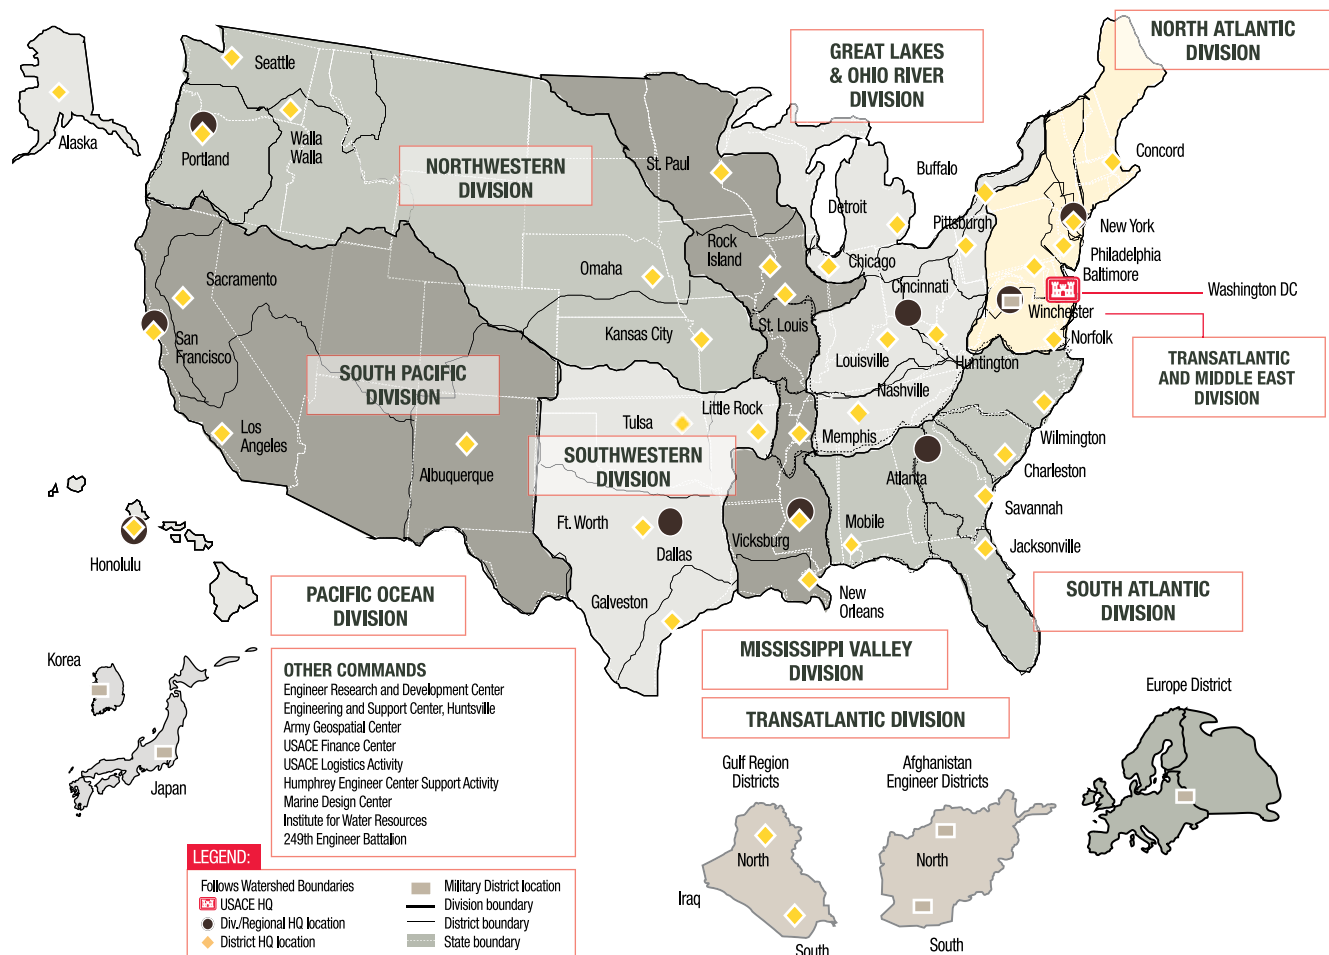 GREAT LAKES
& OHIO RIVER
DIVISION
NORTH ATLANTIC
DIVISION
Seattle
Alaska
Portland
Walla
Walla
NORTHWESTERN
DIVISION
St. Paul
Buffalo
Concord
Detroit
Pittsburgh
New York
Rock
Island
Chicago
Philadelphia
Baltimore
Omaha
Sacramento
Cincinnati
Washington DC
Winchester
San
Francisco
Kansas City
St. Louis
Louisville
Huntington
Norfolk
SOUTH PACIFIC
DIVISION
TRANSATLANTIC
AND MIDDLE EAST
DIVISION
Nashville
Los
Angeles
Tulsa
Little Rock
Memphis
Wilmington
Albuquerque
SOUTHWESTERN
DIVISION
Atlanta
Charleston
Savannah
Ft. Worth
Dallas
Vicksburg
Mobile
Jacksonville
Honolulu
PACIFIC OCEAN
DIVISION
Galveston
New
Orleans
SOUTH ATLANTIC
DIVISION
MISSISSIPPI VALLEY
DIVISION
Korea
Japan
OTHER COMMANDS
Engineer Research and Development Center
Engineering and Support Center, Huntsville
Army Geospatial Center
USACE Finance Center
USACE Logistics Activity
Humphrey Engineer Center Support Activity
Marine Design Center
Institute for Water Resources
249th Engineer Battalion
TRANSATLANTIC DIVISION
Europe District
Gulf Region
Districts
Afghanistan
Engineer Districts
North
Iraq
South
North
South
LEGEND:
Follows Watershed Boundaries
USACE HQ
Div./Regional HQ location
District HQ location
Military District location
Division boundary
District boundary
State boundary